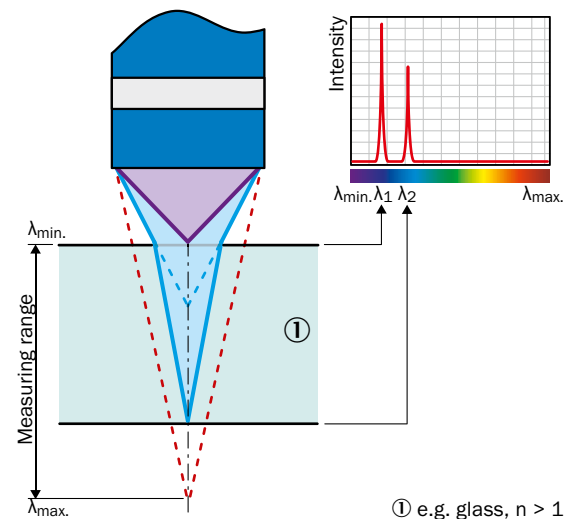 Intensity
λmin. λ1 λ2 λmax.
λmin.
Measuring range
①
λmax.
① e.g. glass, n > 1